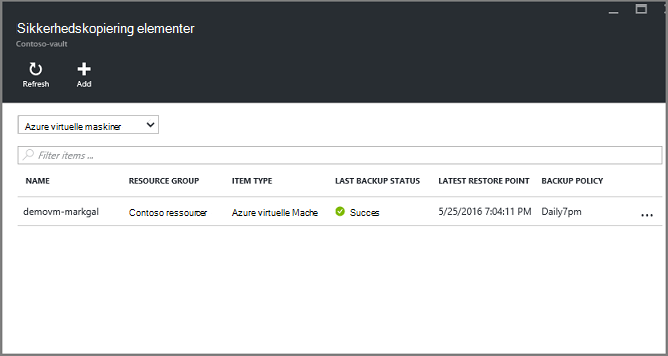 Sikkerhedskopiering elementer
Contoso-vault
Refresh Add
Azure virtuelle maskiner
Filter items ...
NAME RESOURCE GROUP ITEM TYPE LAST BACKUP STATUS LATEST RESTORE POINT BACKUP POLICY
demovm-markgal Contoso ressourcer Azure virtuelle Mache Succes 5/25/2016 7:04:11 PM Daily7pm ...